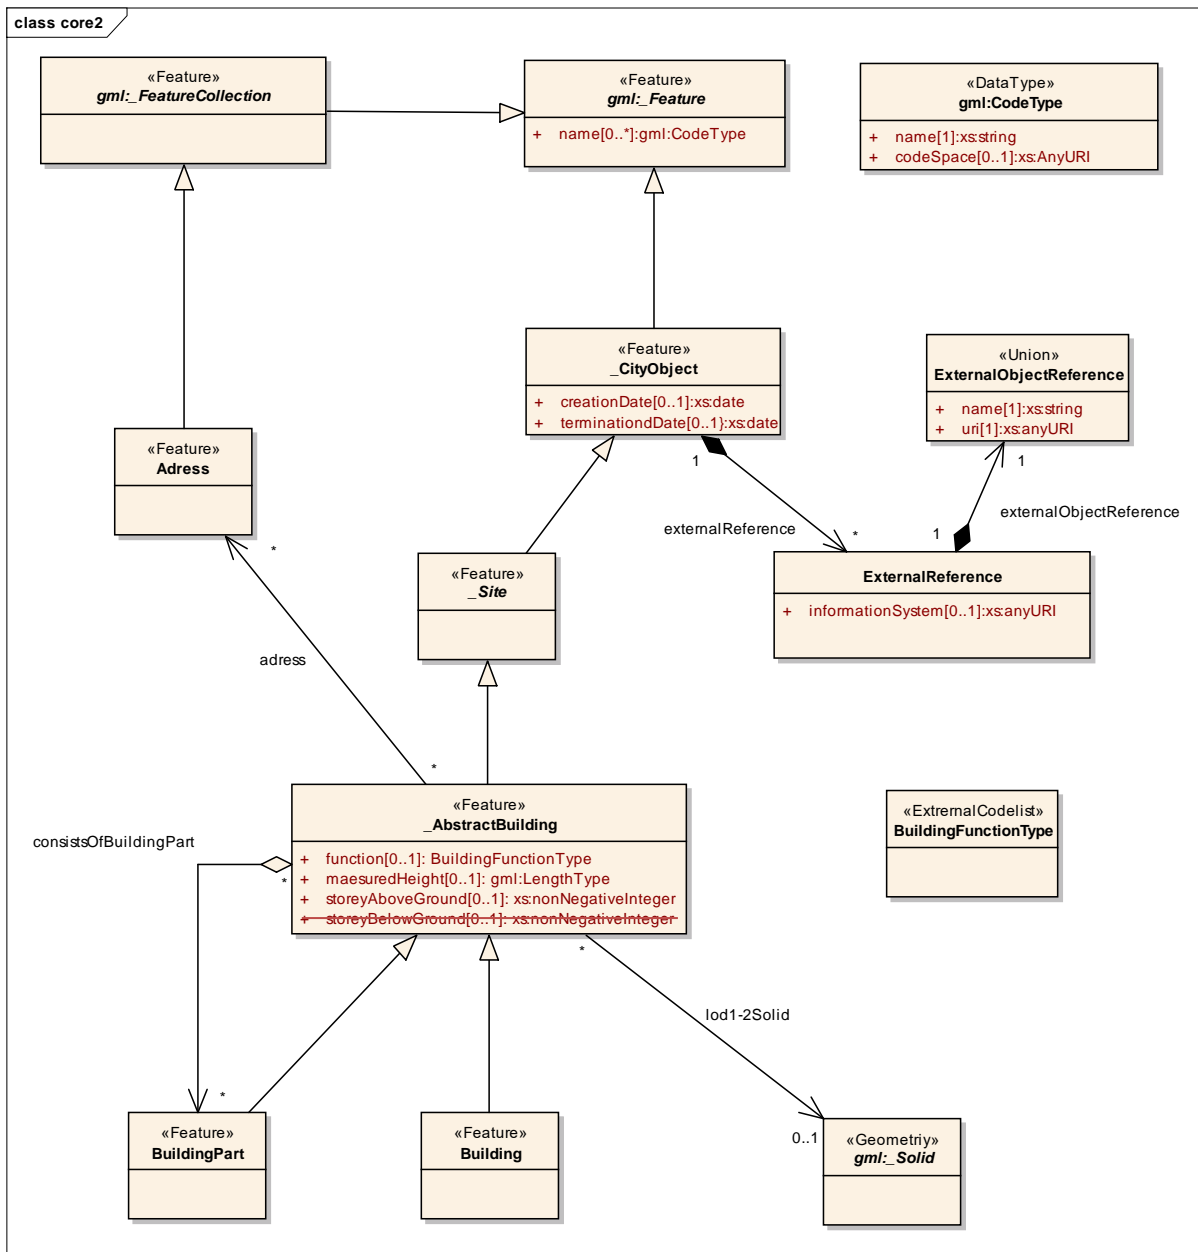 class core2
«Feature»
gml:_FeatureCollection
«Feature»
gml:_Feature
+ name[0..*]:gml:CodeType
«DataType»
gml:CodeType
+ name[1]:xs:string
+ codeSpace[0..1]:xs:AnyURI
«Feature»
_CityObject
+ creationDate[0..1]:xs:date
+ terminationdDate[0..1}:xs:date
«Union»
ExternalObjectReference
+ name[1]:xs:string
+ uri[1]:xs:anyURI
«Feature»
Adress
1
1
externalObjectReference
externalReference
*
1
*
ExternalReference
+ informationSystem[0..1]:xs:anyURI
«Feature»
_Site
adress
*
«Feature»
_AbstractBuilding
+ function[0..1]: BuildingFunctionType
+ maesuredHeight[0..1]: gml:LengthType
+ storeyAboveGround[0..1]: xs:nonNegativeInteger
+ storeyBelowGround[0..1]: xs:nonNegativeInteger
«ExtrernalCodelist»
BuildingFunctionType
consistsOfBuildingPart
*
*
lod1-2Solid
*
«Feature»
BuildingPart
«Feature»
Building
0..1
«Geometriy»
gml:_Solid